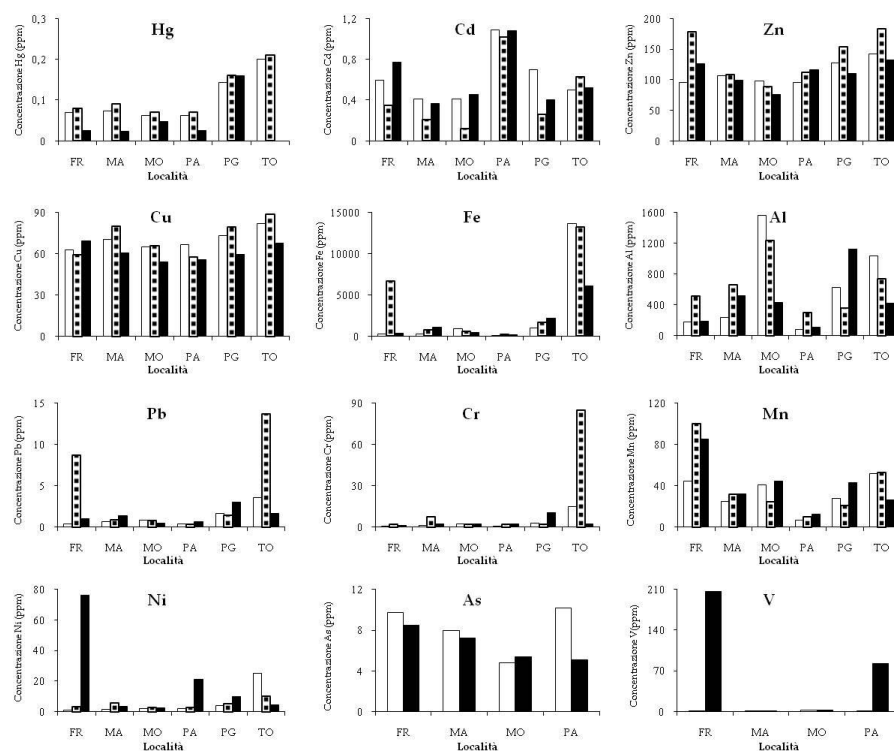 Hg
Concentrazione Hg (ppm)
0,3
0,2
0,1
0
FR MA MO PA PG TO
Località
Cd
Concentrazione Cd (ppm)
1,2
0,8
0,4
0
FR MA MO PA PG TO
Località
Zn
Concentrazione Zn (ppm)
200
150
100
50
0
FR MA MO PA PG TO
Località
Cu
Concentrazione Cu (ppm)
90
60
30
0
FR MA MO PA PG TO
Località
Fe
Concentrazione Fe (ppm)
15000
10000
5000
0
FR MA MO PA PG TO
Località
Al
Concentrazione Al (ppm)
1600
1200
800
400
0
FR MA MO PA PG TO
Località
Pb
Concentrazione Pb (ppm)
15
10
5
0
FR MA MO PA PG TO
Località
Cr
Concentrazione Cr (ppm)
90
60
30
0
FR MA MO PA PG TO
Località
Mn
Concentrazione Mn (ppm)
120
80
40
0
FR MA MO PA PG TO
Località
Ni
Concentrazione Ni (ppm)
80
60
40
20
0
FR MA MO PA PG TO
Località
As
Concentrazione As (ppm)
12
8
4
0
FR MA MO PA
Località
V
Concentrazione V(ppm)
210
140
70
0
FR MA MO PA
Località